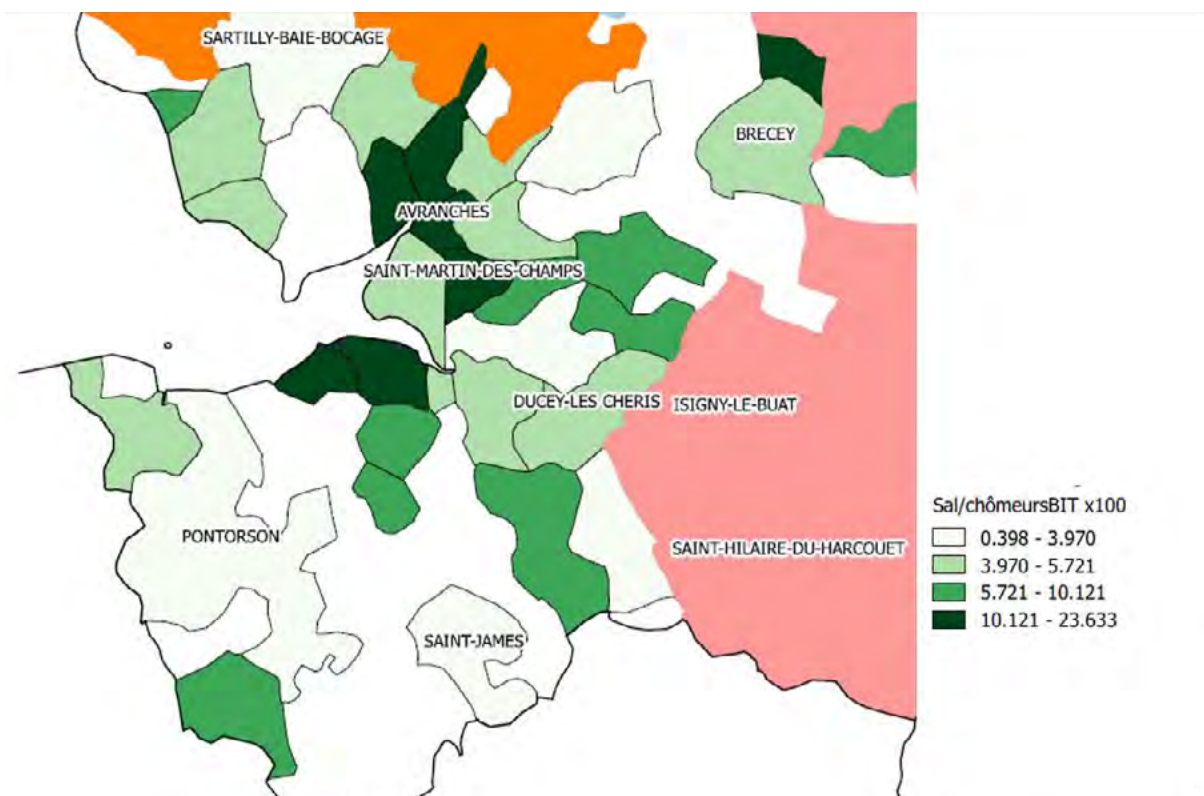 SARTILLY-BAIE-BOCAGE
BRECEY
AVRANCHES
SAINT-MARTIN-DES-CHAMPS
DUCEY-LES CHERIS
ISIGNY-LE-BUAT
PONTORSON
SAINT-HILAIRE-DU-HARCOUET
SAINT-JAMES
Sal/chômeursBIT x100
0.398 - 3.970
3.970 - 5.721
5.721 - 10.121
10.121 - 23.633